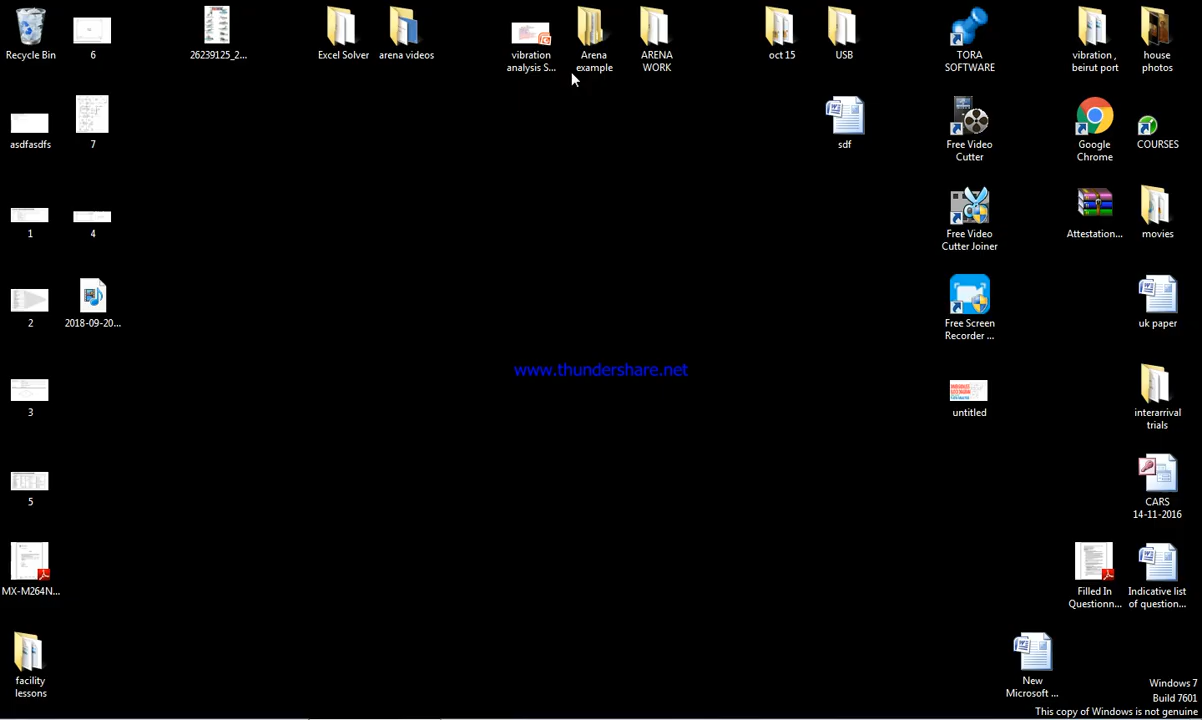 Recycle Bin
6
26239125_2...
Excel Solver
arena videos
vibration
analysis S...
Arena
example
ARENA
WORK
oct 15
USB
TORA
SOFTWARE
vibration ,
beirut port
house
photos
asdfasdfs
7
sdf
Free Video
Cutter
Google
Chrome
COURSES
1
4
Free Video
Cutter Joiner
Attestation...
movies
2
2018-09-20...
Free Screen
Recorder ...
uk paper
www.thundershare.net
3
untitled
interarrival
trials
5
CARS
14-11-2016
MX-M264N...
Filled In
Questionn...
Indicative list
of question...
facility
lessons
New
Microsoft ...
Windows 7
Build 7601
This copy of Windows is not genuine